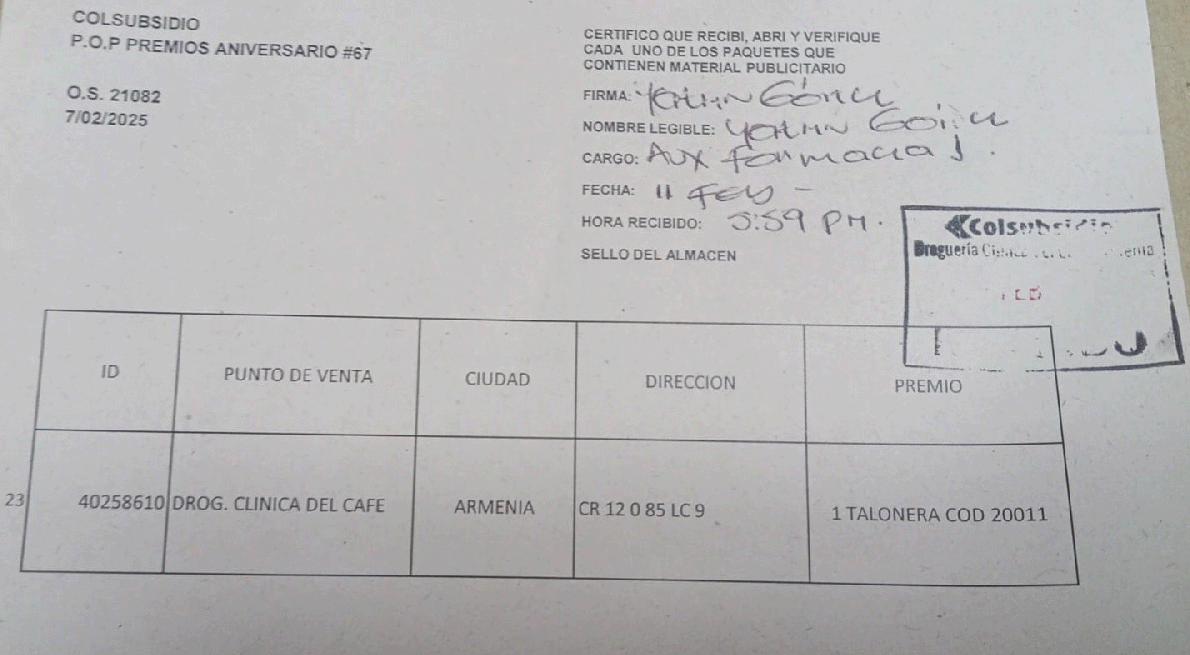 COLSUBSIDIO
P.O.P PREMIOS ANIVERSARIO #67
O.S. 21082
7/02/2025
CERTIFICO QUE RECIBI, ABRI Y VERIFIQUE
CADA UNO DE LOS PAQUETES QUE
CONTIENEN MATERIAL PUBLICITARIO
FIRMA:
NOMBRE LEGIBLE:
CARGO: AUX farmacia
FECHA: 11
HORA RECIBIDO: 5:59 PM.
SELLO DEL ALMACEN
Colsubsidio
Droguería
ID PUNTO DE VENTA CIUDAD DIRECCION PREMIO
23 40258610 DROG. CLINICA DEL CAFE ARMENIA CR 12 0 85 LC 9 1 TALONERA COD 20011